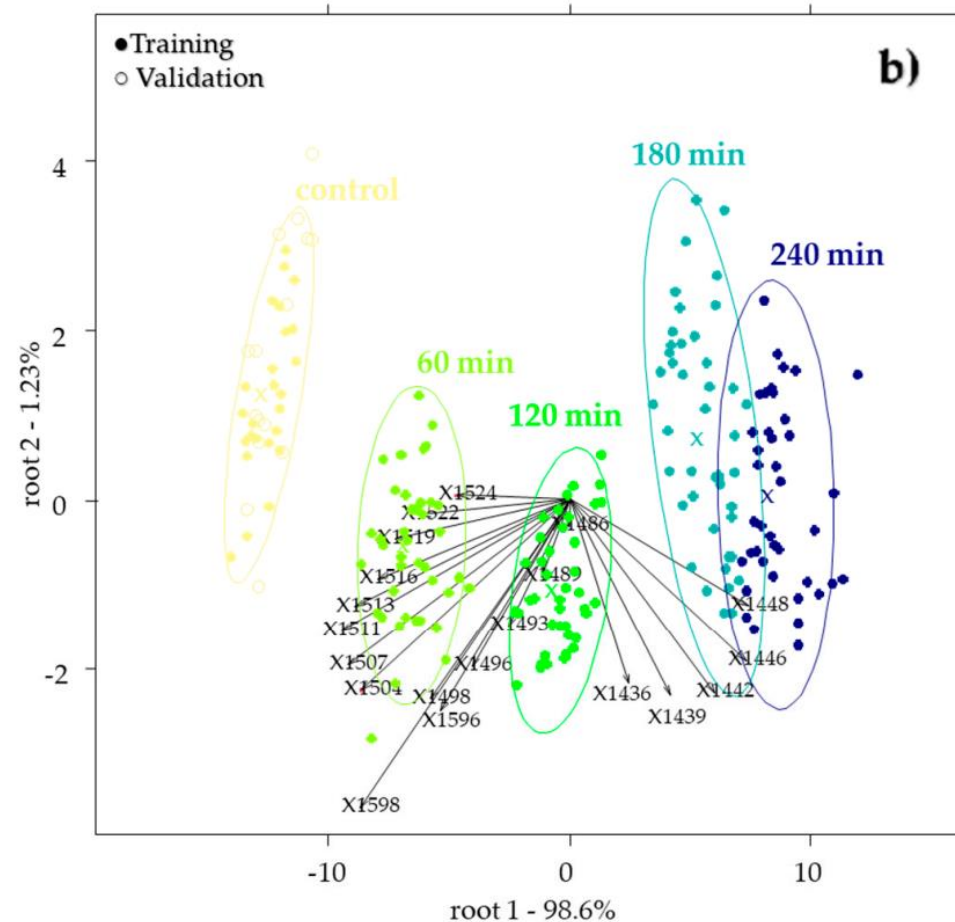 ●Training
○ Validation
b)
180 min
control
240 min
60 min
120 min
4
2
0
-2
root 2 - 1.23%
X1524
X1522
X1519
X1516
X1513
X1511
X1507
X1504
X1498
X1596
X1598
X1496
X1493
X1489
X1486
X1436
X1439
X1442
X1446
X1448
-10
0
10
root 1 - 98.6%